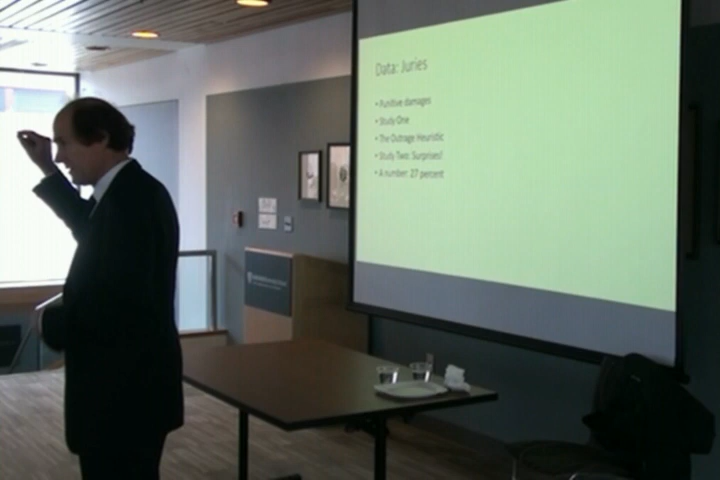 Data: Juries
• Punitive damages
• Study One
• The Outrage Heuristic
• Study Two: Surprises!
• A number: 27 percent